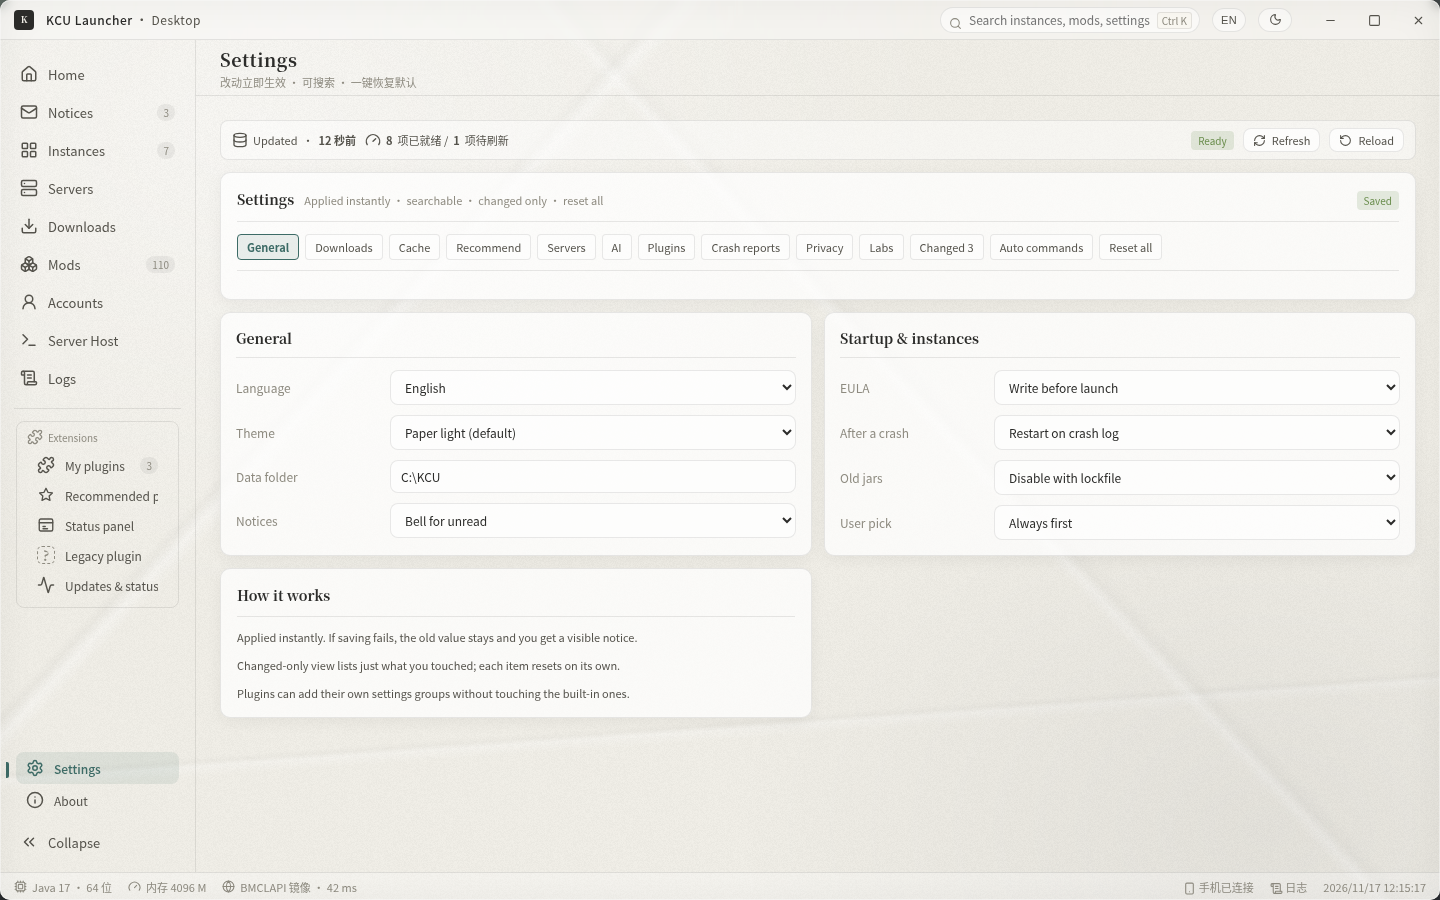 K KCU Launcher • Desktop
Search instances, mods, settings Ctrl K EN
Home
Notices 3
Instances 7
Servers
Downloads
Mods 110
Accounts
Server Host
Logs
Extensions
My plugins 3
Recommended p
Status panel
? Legacy plugin
Updates & status
Settings
About
Collapse
Settings
改动立即生效 • 可搜索 • 一键恢复默认
Updated • 12 秒前 8 项已就绪 / 1 项待刷新
Ready Refresh Reload
Settings Applied instantly • searchable • changed only • reset all Saved
General Downloads Cache Recommend Servers AI Plugins Crash reports Privacy Labs Changed 3 Auto commands Reset all
General
Language English
Theme Paper light (default)
Data folder C:\KCU
Notices Bell for unread
Startup & instances
EULA Write before launch
After a crash Restart on crash log
Old jars Disable with lockfile
User pick Always first
How it works
Applied instantly. If saving fails, the old value stays and you get a visible notice.
Changed-only view lists just what you touched; each item resets on its own.
Plugins can add their own settings groups without touching the built-in ones.
Java 17 • 64 位 内存 4096 M BMCLAPI 镜像 • 42 ms
手机已连接 日志 2026/11/17 12:15:17